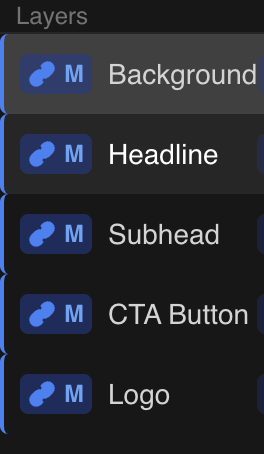 Layers
M Background
M Headline
M Subhead
M CTA Button
M Logo